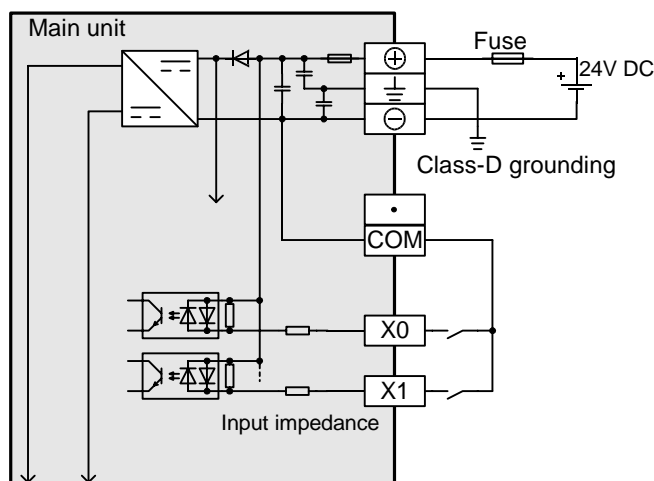 Main unit
Fuse
+
24V DC
Class-D grounding
COM
X0
X1
Input impedance